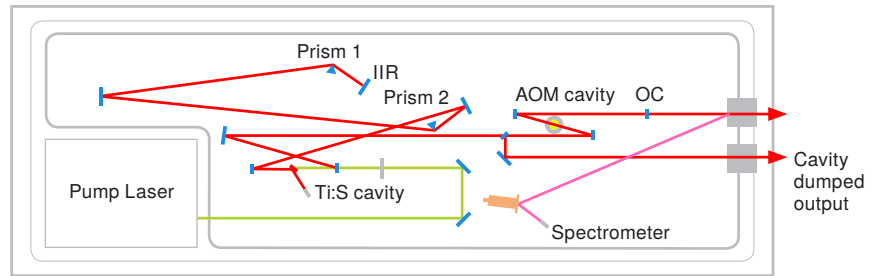 Prism 1
IIR
Prism 2
AOM cavity
OC
Pump Laser
Ti:S cavity
Cavity
dumped
output
Spectrometer